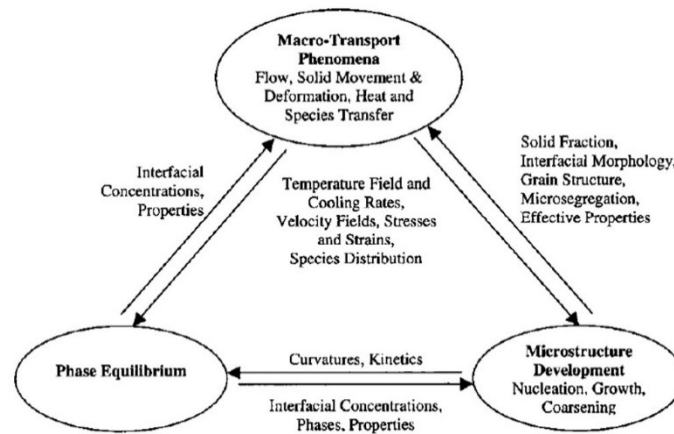 Macro-Transport
Phenomena
Flow, Solid Movement &
Deformation, Heat and
Species Transfer
Interfacial
Concentrations,
Properties
Temperature Field and
Cooling Rates,
Velocity Fields, Stresses
and Strains,
Species Distribution
Solid Fraction,
Interfacial Morphology,
Grain Structure,
Microsegregation,
Effective Properties
Phase Equilibrium
Curvatures, Kinetics
Interfacial Concentrations,
Phases, Properties
Microstructure
Development
Nucleation, Growth,
Coarsening